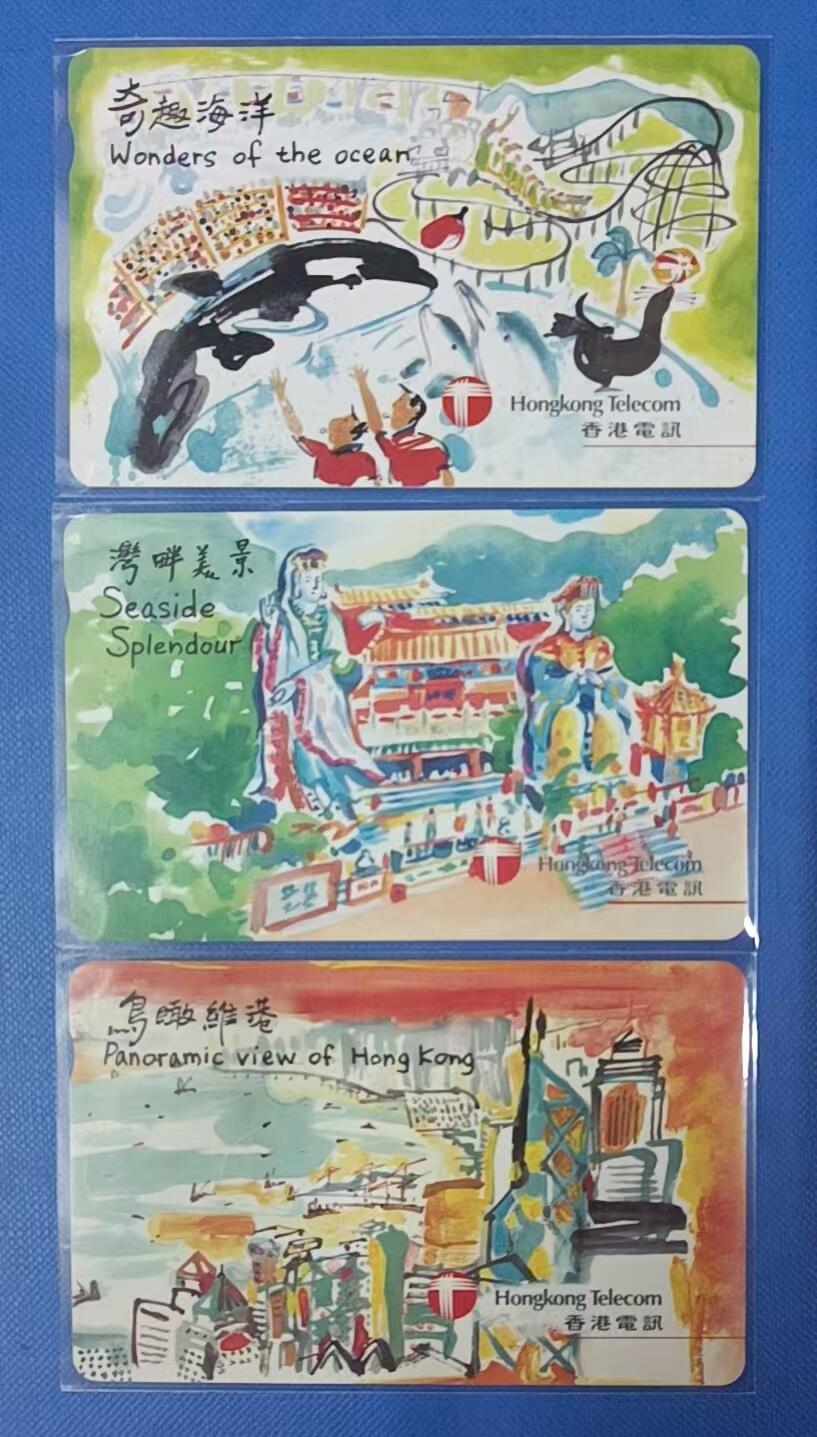 奇趣海洋
Wonders of the ocean
Hongkong Telecom
香港電訊
灣畔美景
Seaside
Splendour
Hongkong Telecom
香港電訊
鳥瞰維港
Panoramic view of Hong Kong
Hongkong Telecom
香港電訊